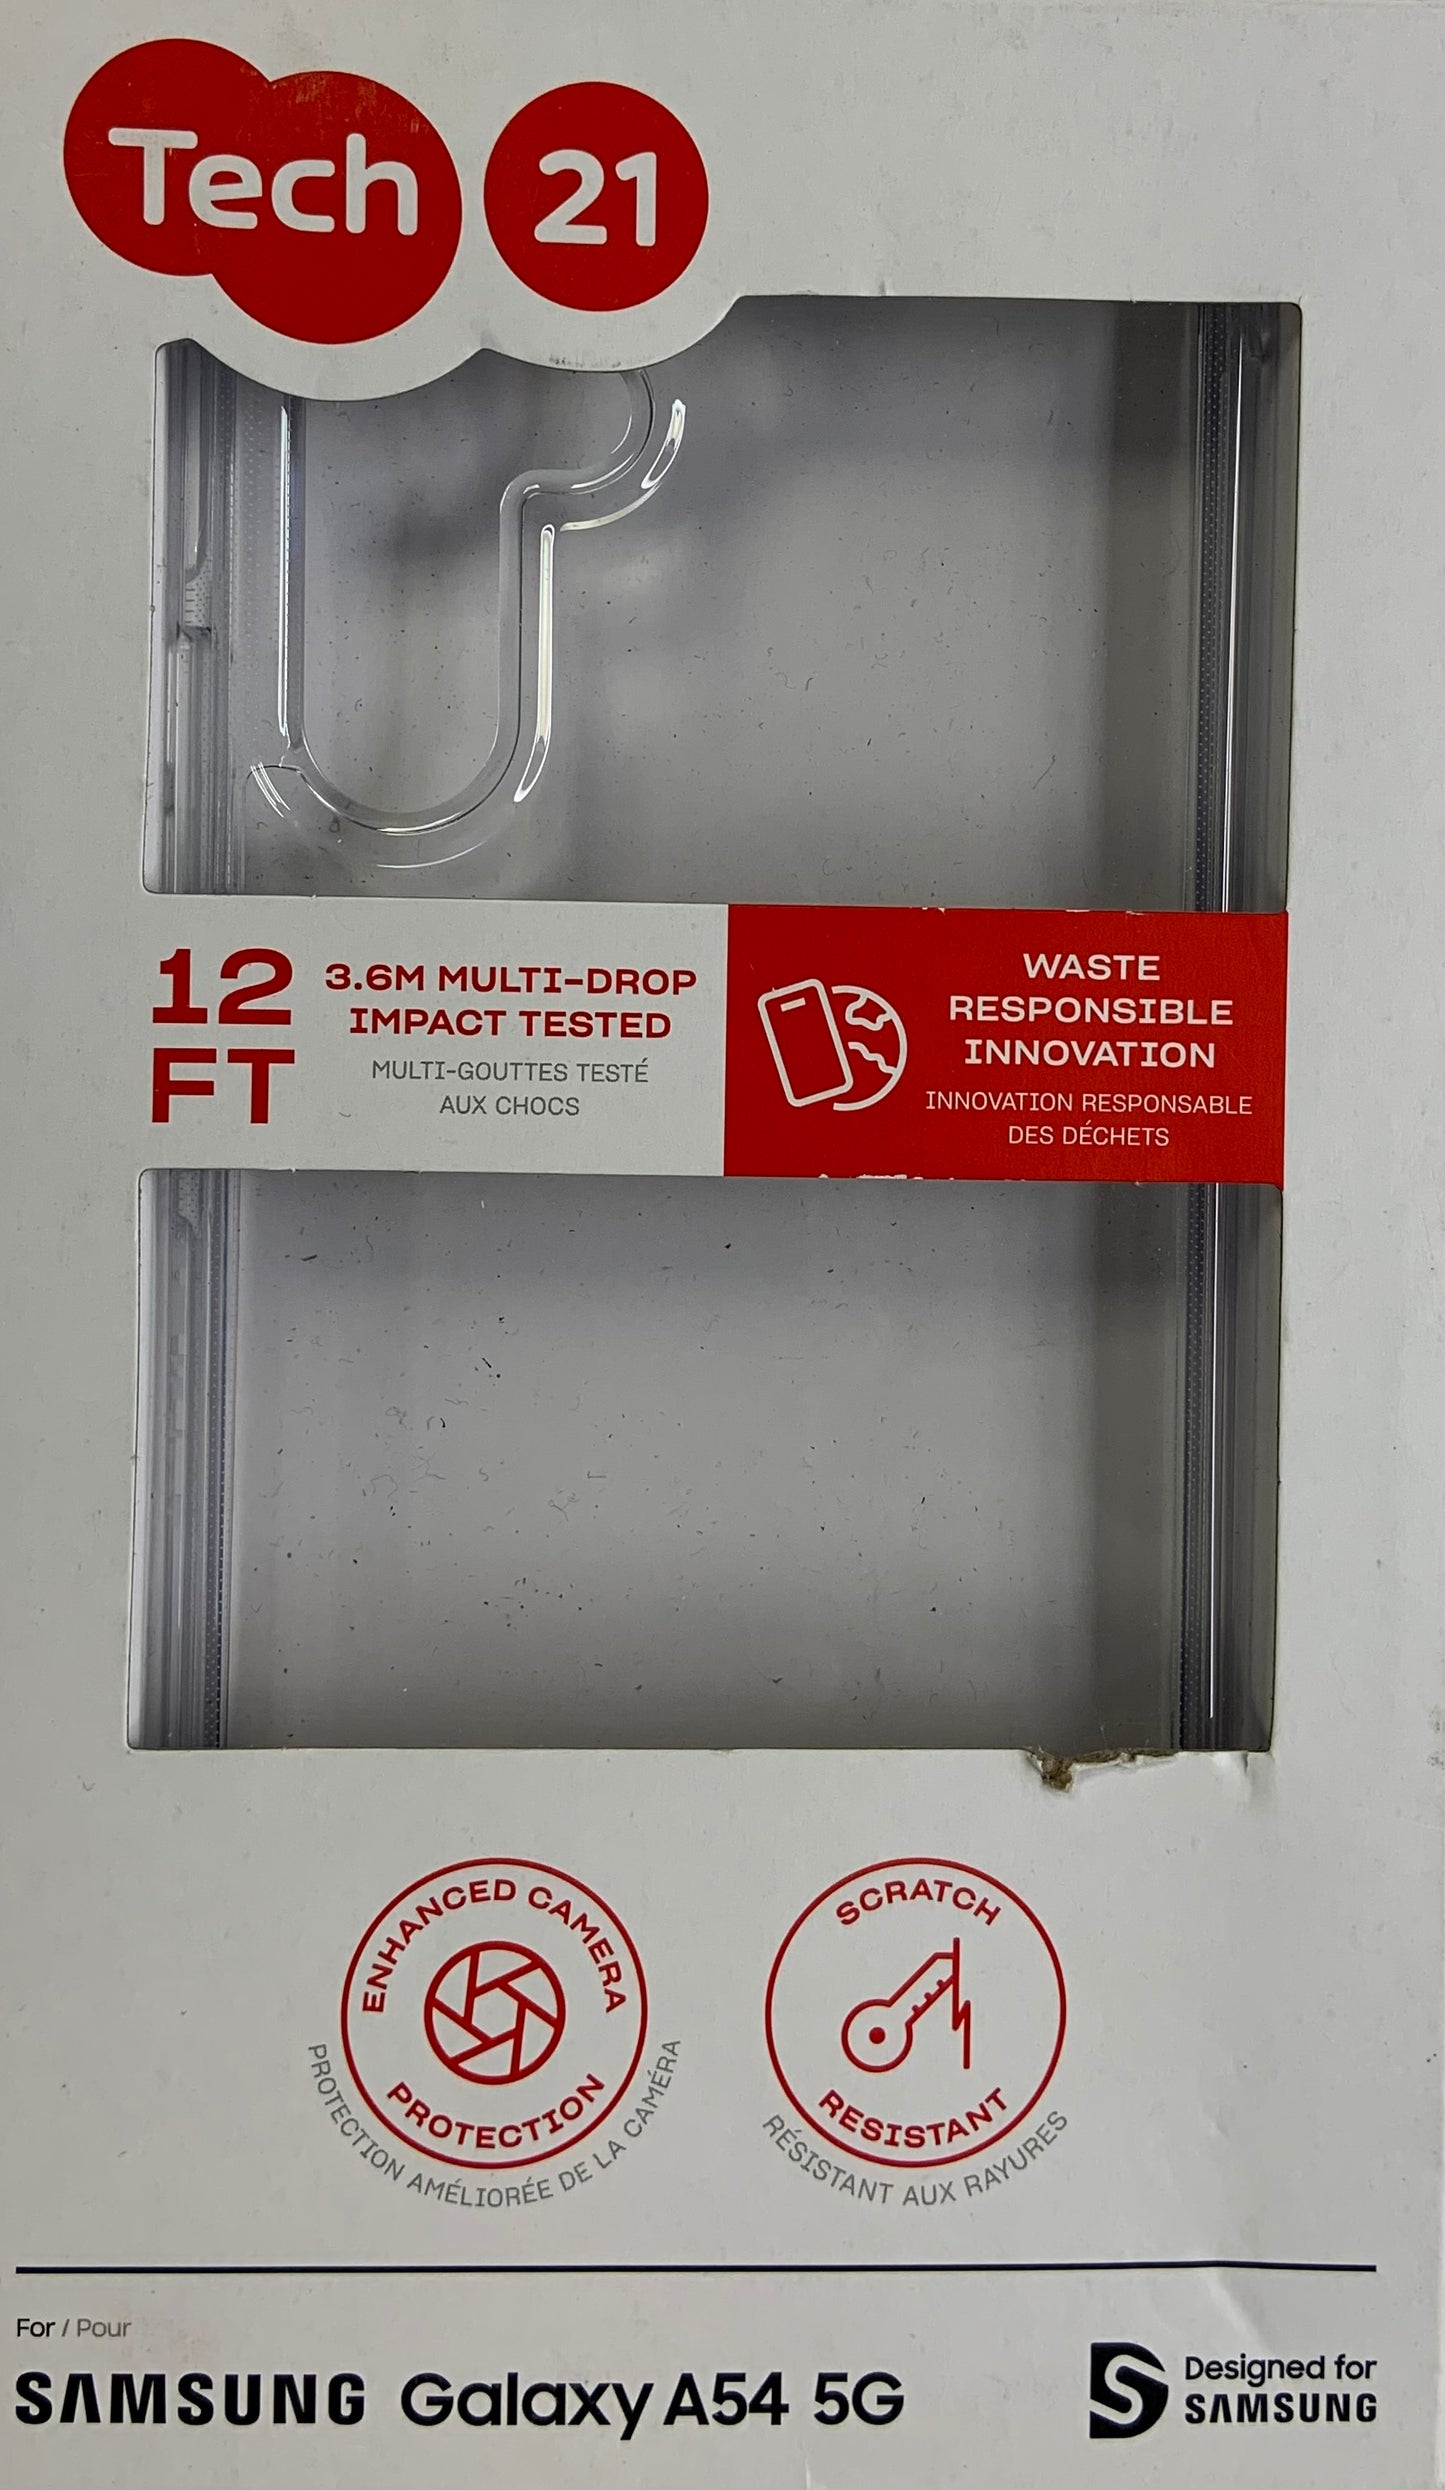 Tech 21
12
FT
3.6M MULTI-DROP
IMPACT TESTED
MULTI-GOUTTES TESTÉ
AUX CHOCS
WASTE
RESPONSIBLE
INNOVATION
INNOVATION RESPONSABLE
DES DÉCHETS
ENHANCED CAMERA
PROTECTION
PROTECTION AMÉLIORÉE DE LA CAMÉRA
SCRATCH
RESISTANT
RÉSISTANT AUX RAYURES
For / Pour
SAMSUNG Galaxy A54 5G
Designed for
SAMSUNG